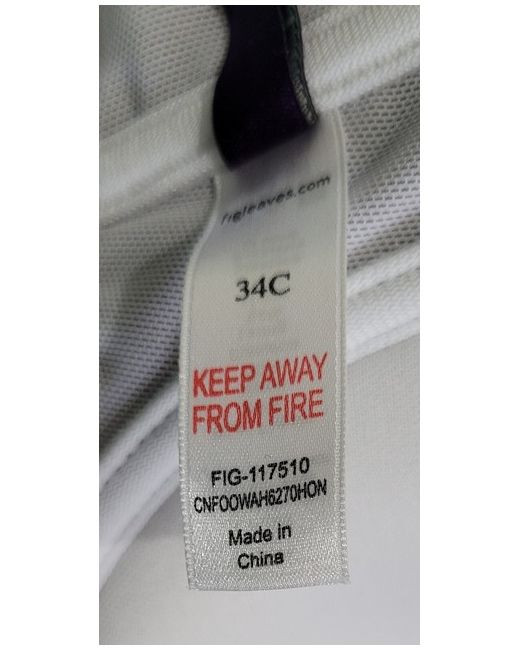 figleaves.com
34C
KEEP AWAY
FROM FIRE
FIG-117510
CNFOOWAH6270HON
Made in
China